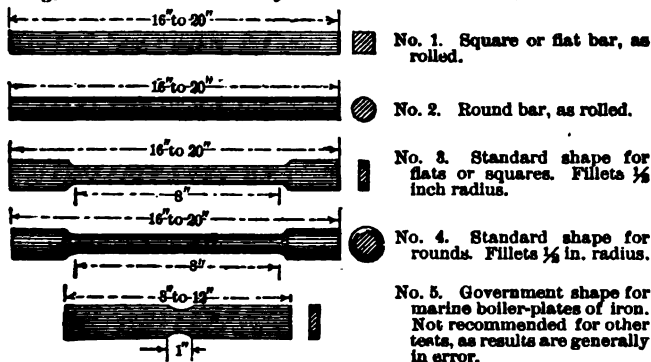 16"to 20"
No. 1. Square or flat bar, as
rolled.
16"to 20"
No. 2. Round bar, as rolled.
16"to 20"
No. 3. Standard shape for
flats or squares. Fillets ½
inch radius.
8"
16"to 20"
No. 4. Standard shape for
rounds. Fillets ½ in. radius.
8"
8"to 12"
No. 5. Government shape for
marine boiler-plates of iron.
Not recommended for other
tests, as results are generally
in error.
1"